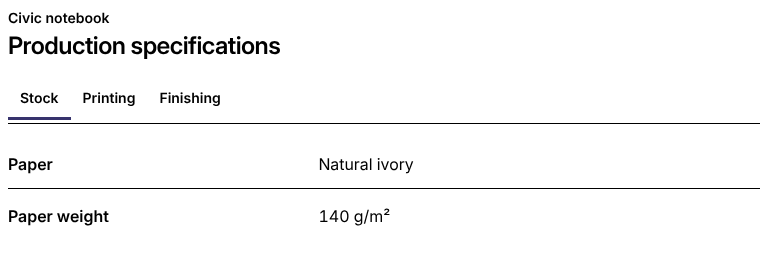 Civic notebook
Production specifications
Stock Printing Finishing
Paper Natural ivory
Paper weight 140 g/m²